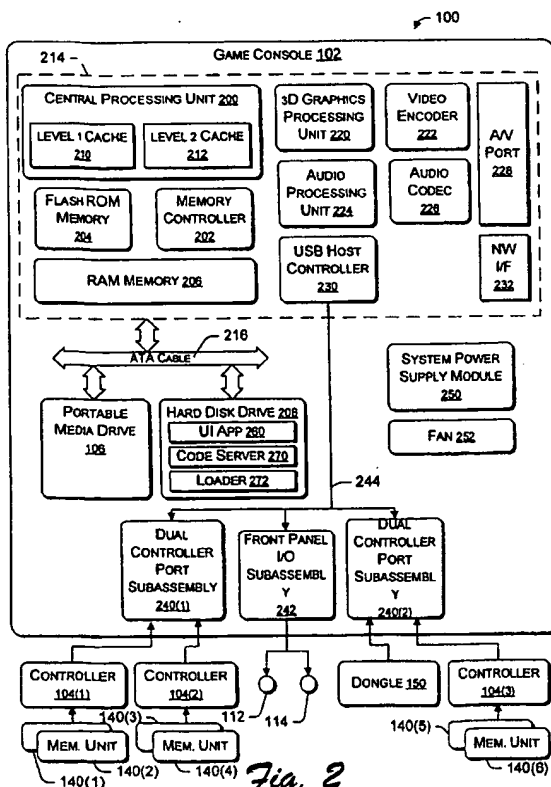 100
214
GAME CONSOLE 102
CENTRAL PROCESSING UNIT 200
LEVEL 1 CACHE
210
LEVEL 2 CACHE
212
3D GRAPHICS
PROCESSING
UNIT 220
VIDEO
ENCODER
222
A/V
PORT
228
FLASH ROM
MEMORY
204
MEMORY
CONTROLLER
202
AUDIO
PROCESSING
UNIT 224
AUDIO
CODEC
226
RAM MEMORY 206
USB HOST
CONTROLLER
230
NW
I/F
232
216
ATA CABLE
PORTABLE
MEDIA DRIVE
106
HARD DISK DRIVE 208
UI APP 260
CODE SERVER 270
LOADER 272
SYSTEM POWER
SUPPLY MODULE
250
FAN 252
244
DUAL
CONTROLLER
PORT
SUBASSEMBLY
240(1)
FRONT PANEL
I/O
SUBASSEMBL
Y
242
DUAL
CONTROLLER
PORT
SUBASSEMBL
Y
240(2)
CONTROLLER
104(1)
CONTROLLER
104(2)
112
114
DONGLE 150
CONTROLLER
104(3)
140(3)
140(5)
MEM. UNIT
MEM. UNIT
MEM. UNIT
140(1)
140(2)
140(4)
140(6)
Fig. 2